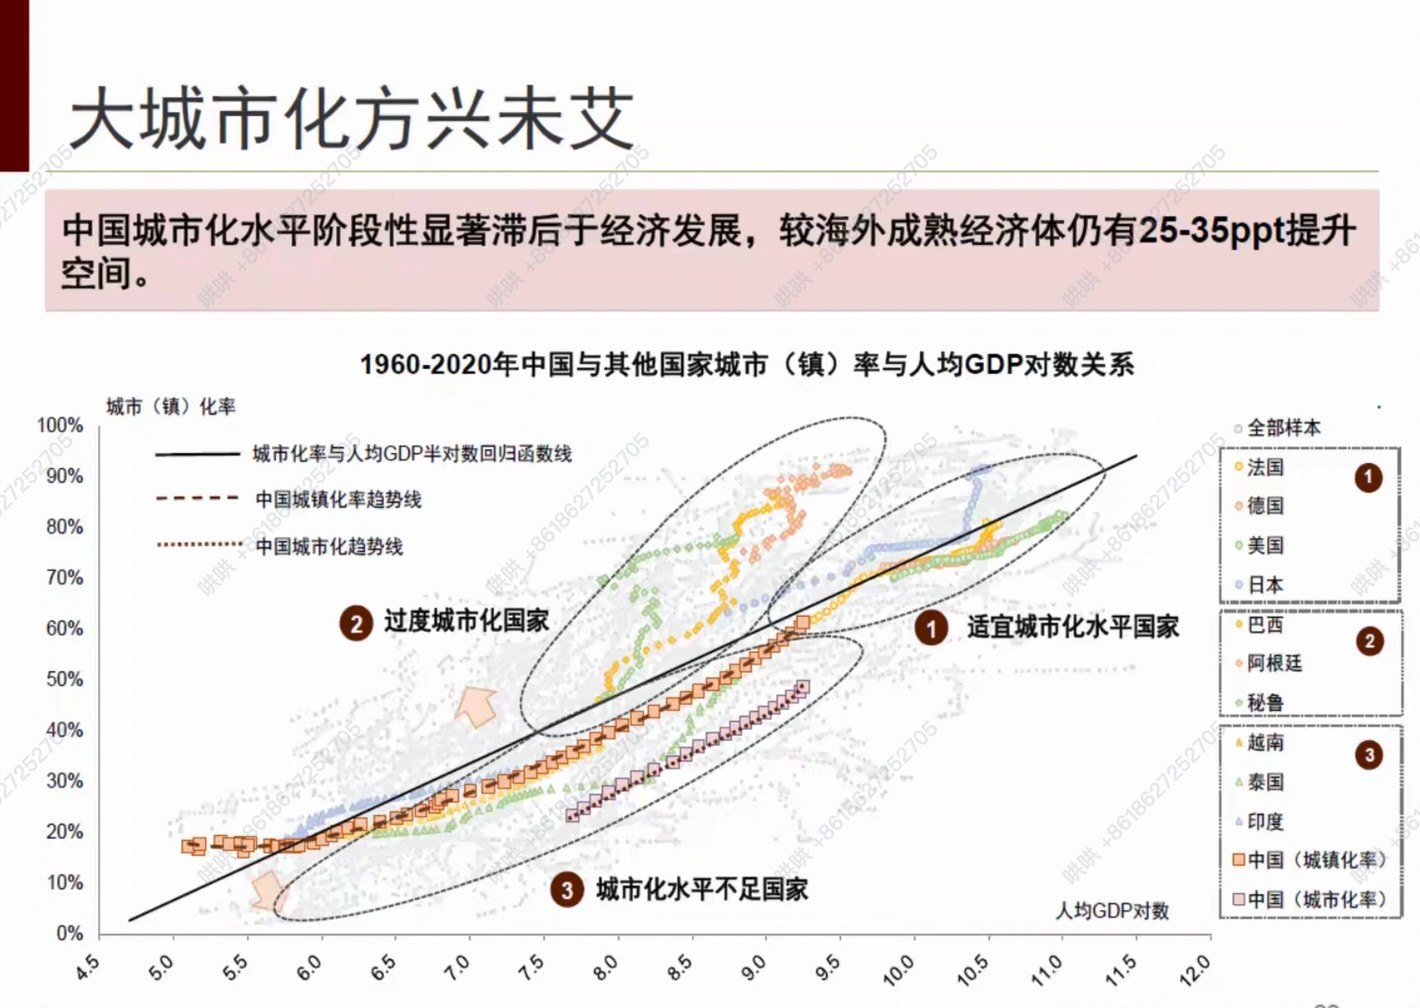 大城市化方兴未艾
中国城市化水平阶段性显著滞后于经济发展，较海外成熟经济体仍有25-35ppt提升
空间。
1960-2020年中国与其他国家城市（镇）率与人均GDP对数关系
城市（镇）化率
100%
90%
80%
70%
60%
50%
40%
30%
20%
10%
0%
城市化率与人均GDP半对数回归函数线
中国城镇化率趋势线
中国城市化趋势线
2 过度城市化国家
1 适宜城市化水平国家
3 城市化水平不足国家
人均GDP对数
4.5
5.0
5.5
6.0
6.5
7.0
7.5
8.0
8.5
9.0
9.5
10.0
10.5
11.0
11.5
12.0
全部样本
法国
1
德国
美国
日本
巴西
2
阿根廷
秘鲁
越南
3
泰国
印度
中国（城镇化率）
中国（城市化率）
哄哄 +8618627252705